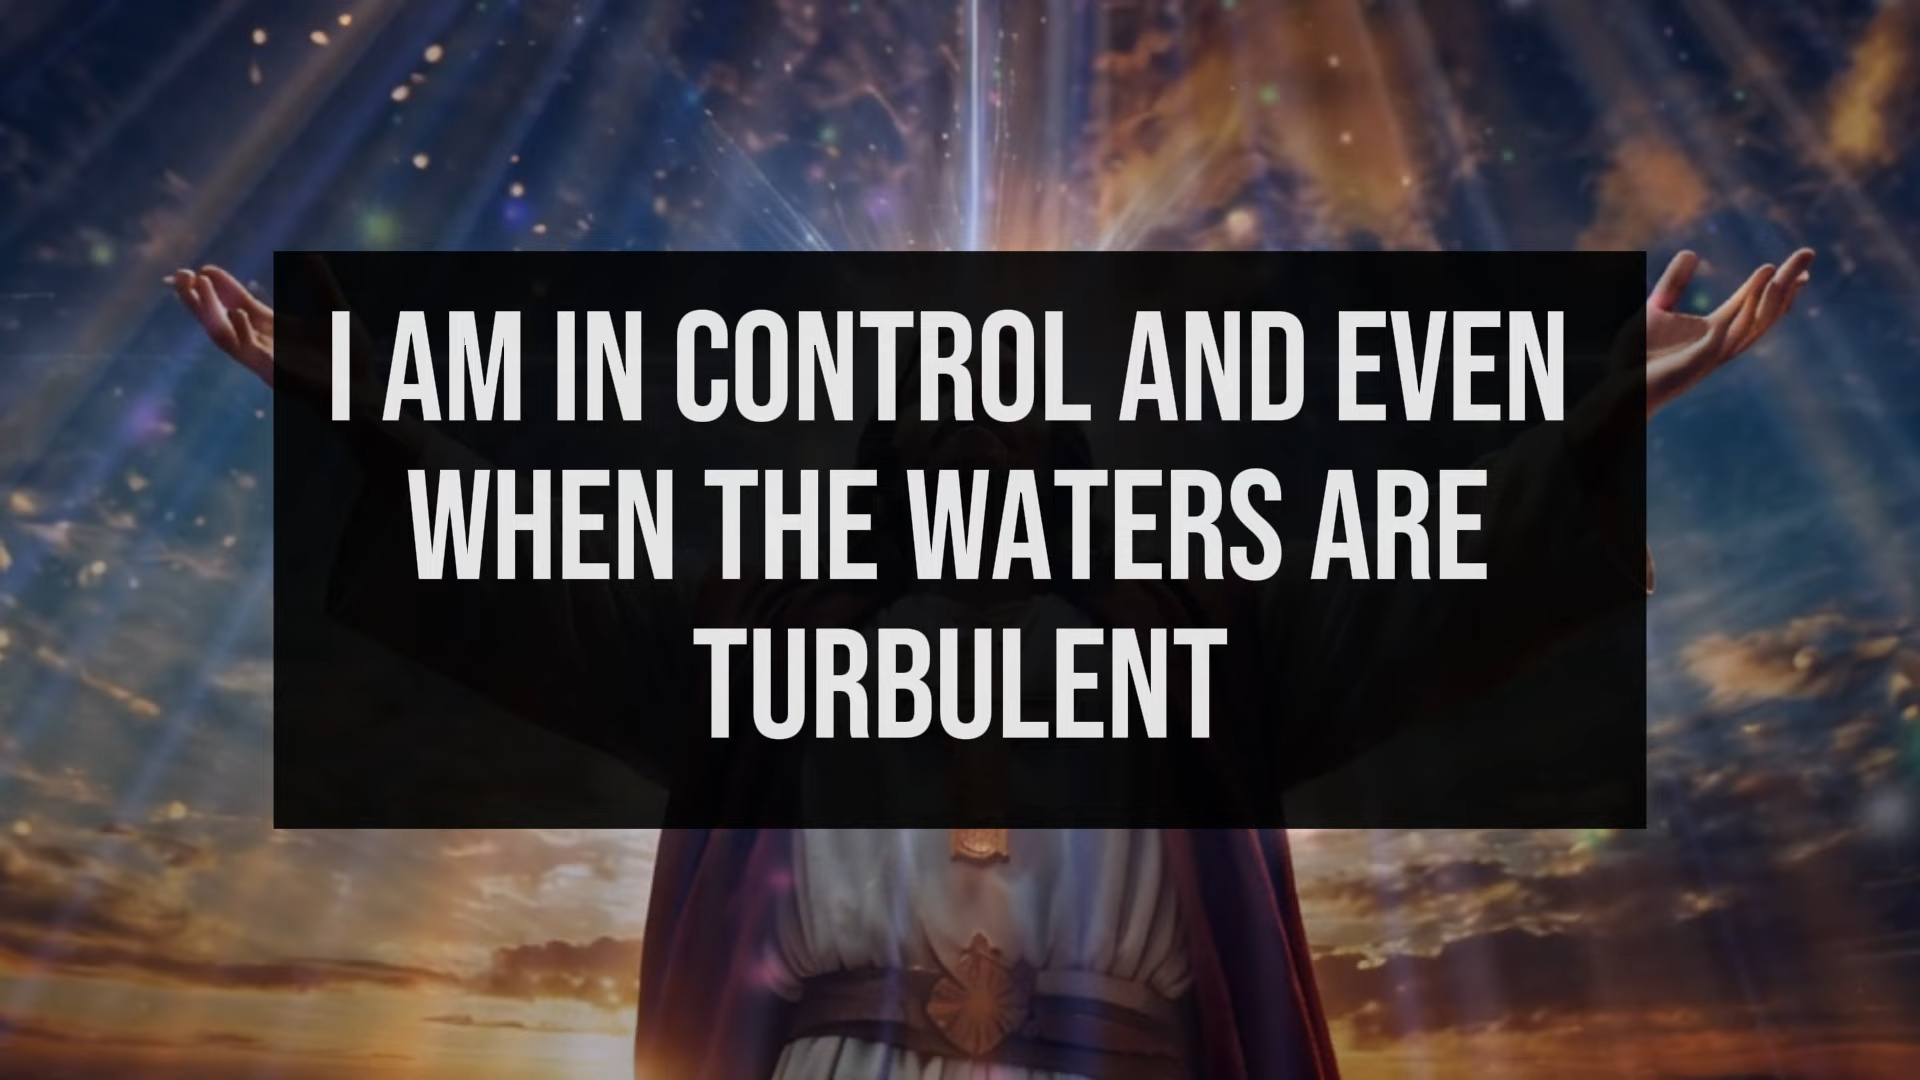 I AM IN CONTROL AND EVEN
WHEN THE WATERS ARE
TURBULENT